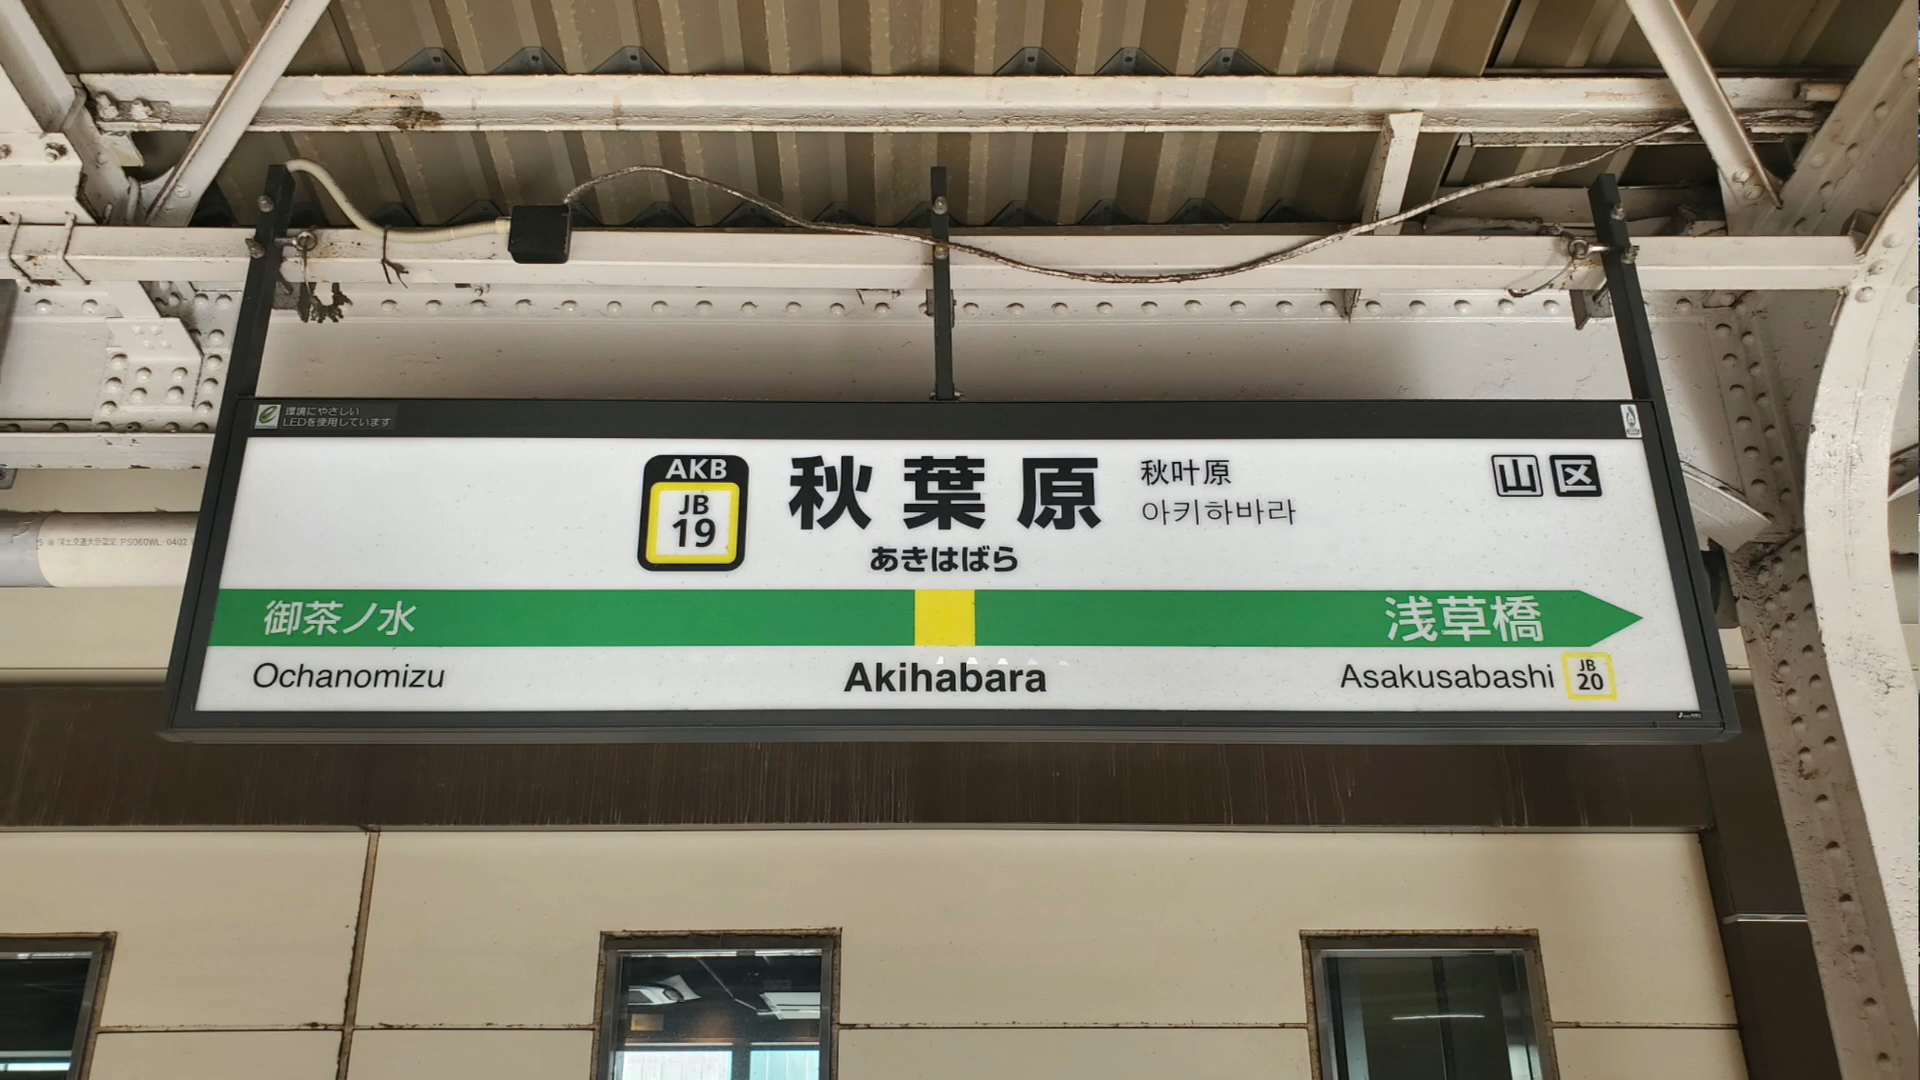 環境にやさしい
LEDを使用しています
AKB
JB
19
秋葉原
あきはばら
秋叶原
아키하바라
山 区
御茶ノ水
浅草橋
Ochanomizu
Akihabara
Asakusabashi
JB
20
PS060WL-0402